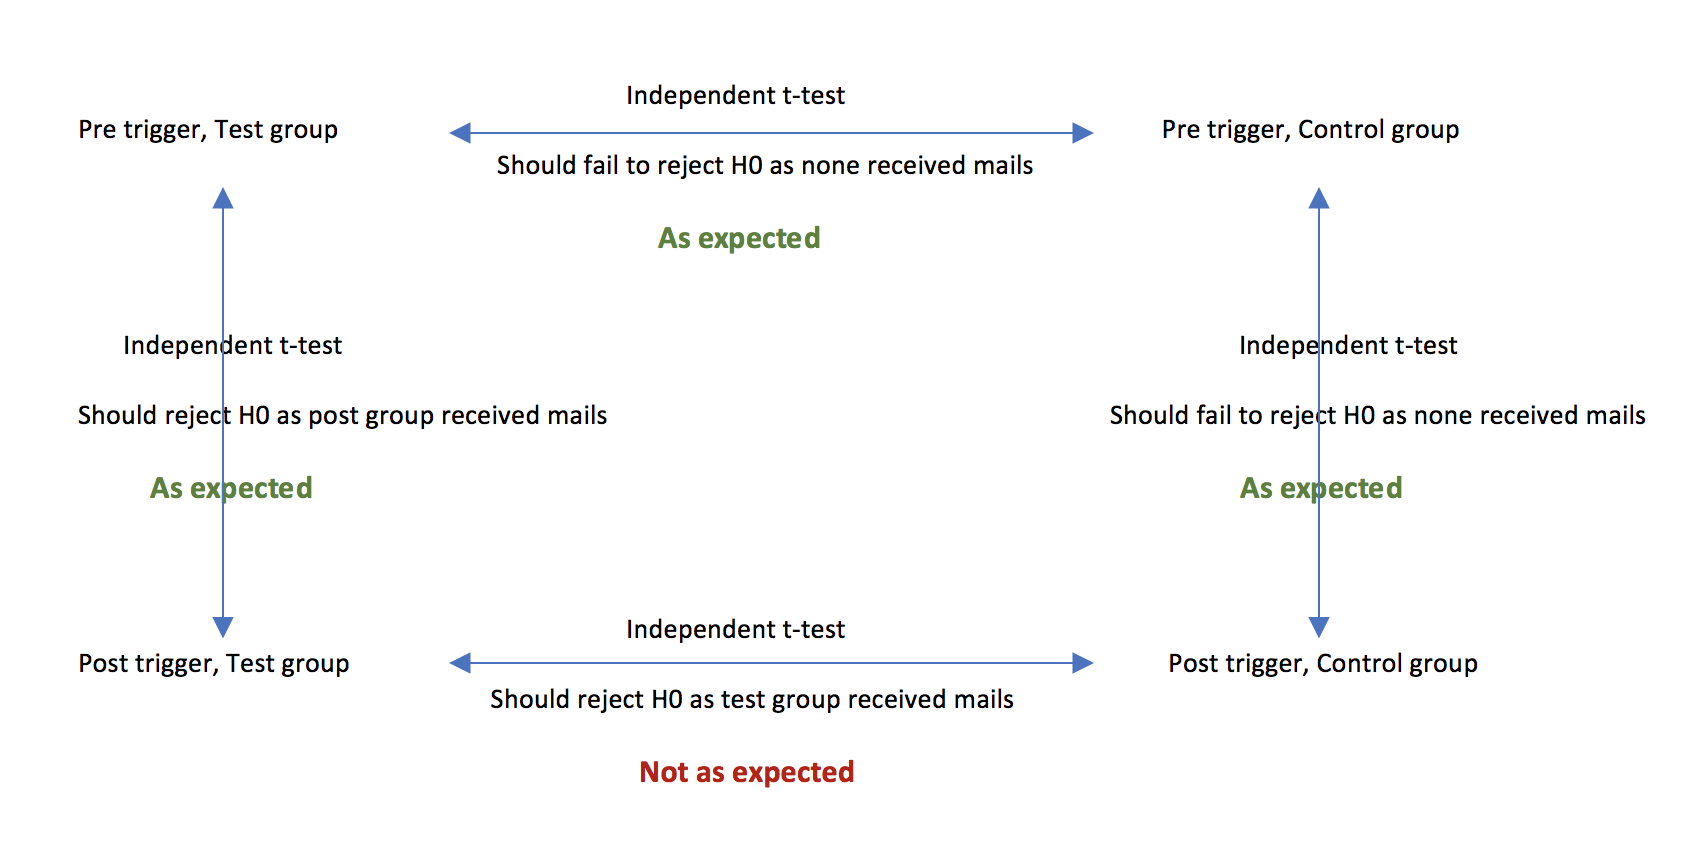 Independent t-test
Pre trigger, Test group
Pre trigger, Control group
Should fail to reject H0 as none received mails
As expected
Independent t-test
Independent t-test
Should reject H0 as post group received mails
Should fail to reject H0 as none received mails
As expected
As expected
Independent t-test
Post trigger, Test group
Post trigger, Control group
Should reject H0 as test group received mails
Not as expected